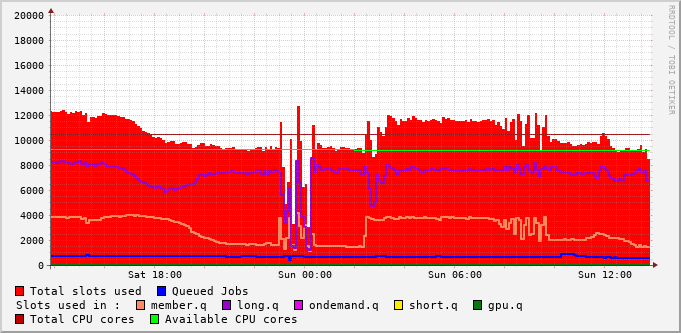 20000
18000
16000
14000
12000
10000
8000
6000
4000
2000
0
Sat 18:00 Sun 00:00 Sun 06:00 Sun 12:00
Total slots used Queued Jobs
Slots used in : member.q long.q ondemand.q short.q gpu.q
Total CPU cores Available CPU cores
RRDTOOL / TOBI OETIKER